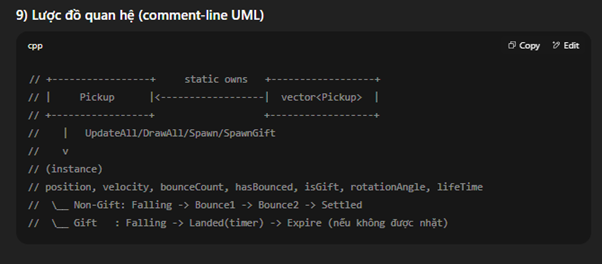 9) Lược đồ quan hệ (comment-line UML)
cpp Copy Edit
// +-----------------+     static owns   +-----------------+
// |     Pickup      |<------------------|  vector<Pickup>  |
// +-----------------+                   +-----------------+
//    |   UpdateAll/DrawAll/Spawn/SpawnGift
//    v
// (instance)
// position, velocity, bounceCount, hasBounced, isGift, rotationAngle, lifeTime
//  \__ Non-Gift: Falling -> Bounce1 -> Bounce2 -> Settled
//  \__ Gift   : Falling -> Landed(timer) -> Expire (nếu không được nhặt)